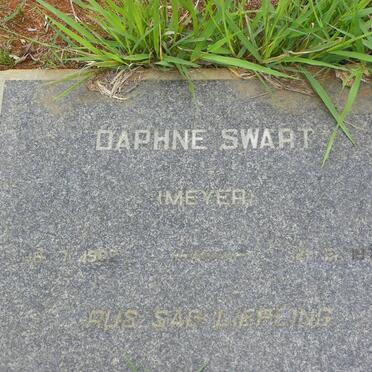 DAPHNE SWART
(MEYER)
RUS SAG LIEFLING